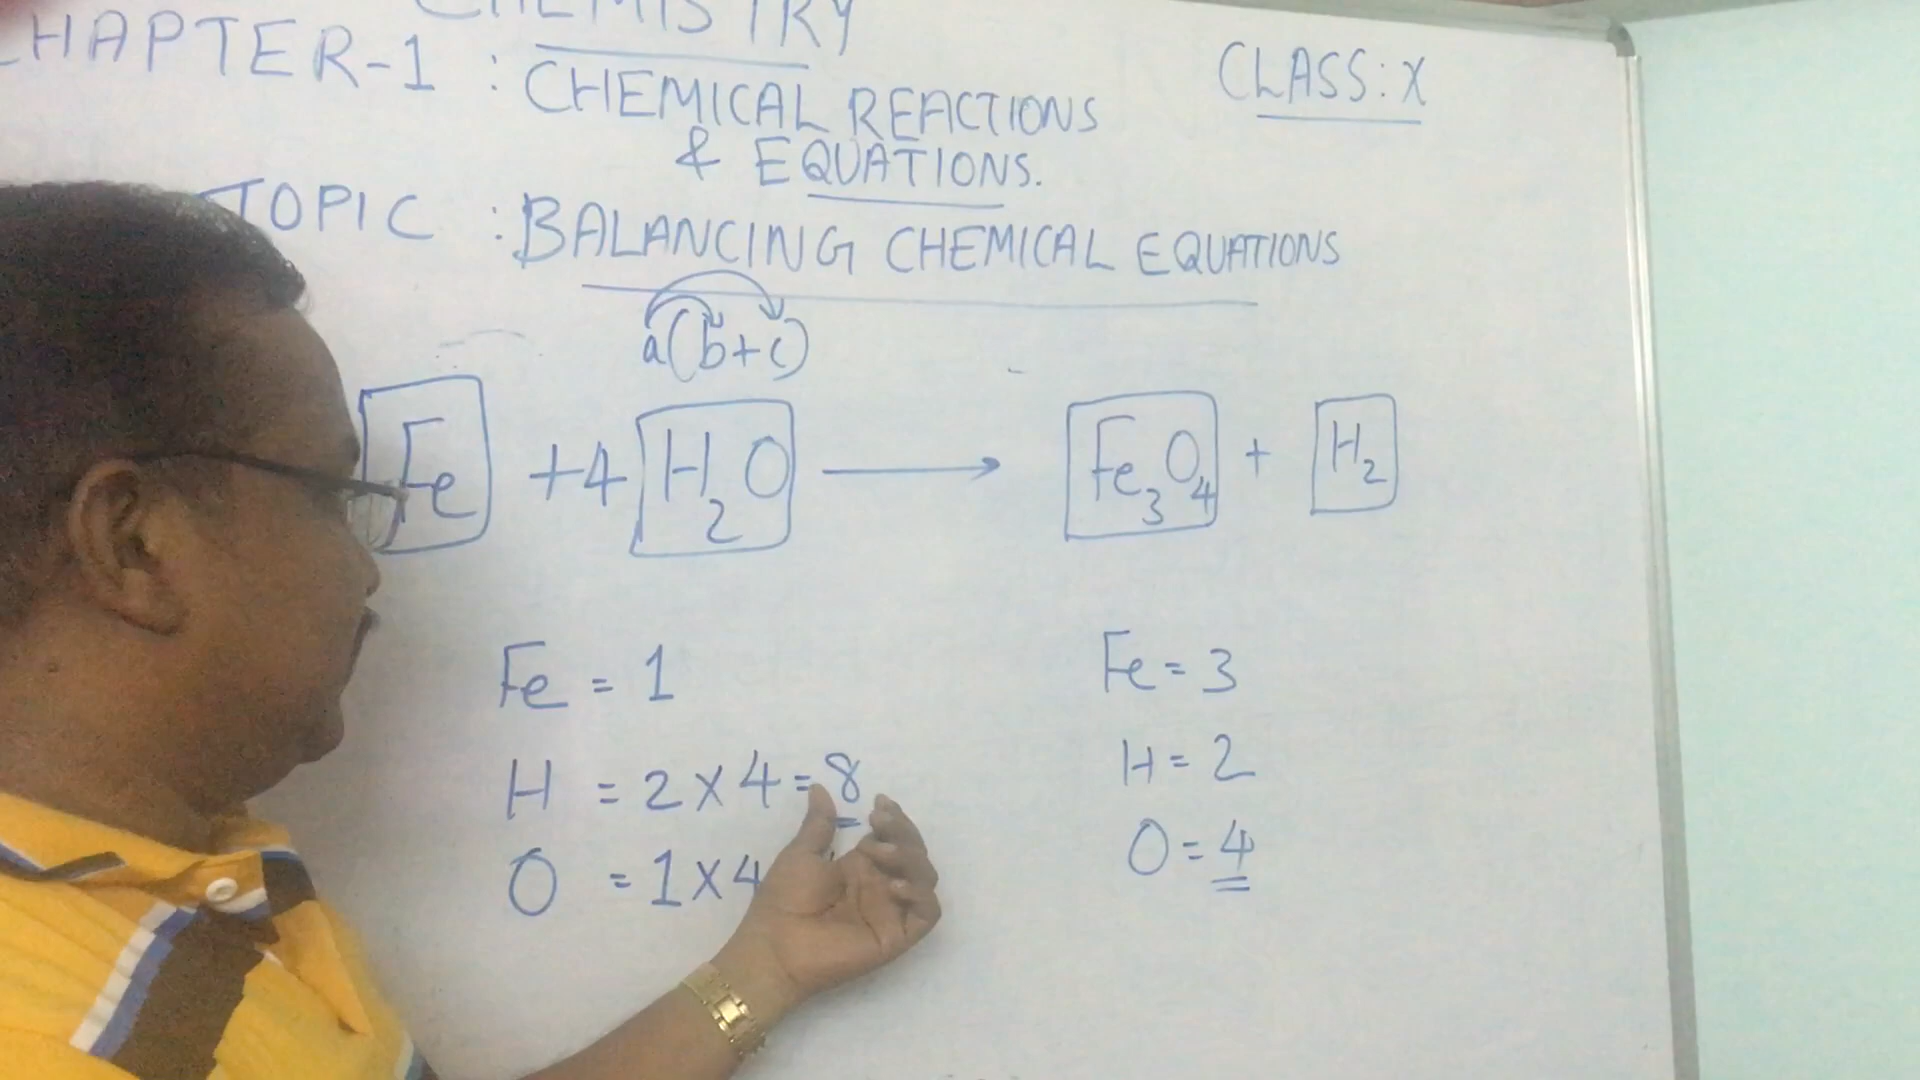 CHEMISTRY
CHAPTER-1 : CHEMICAL REACTIONS
& EQUATIONS.
CLASS: X
TOPIC : BALANCING CHEMICAL EQUATIONS
a(b+c)
Fe + 4 H₂O → Fe₃O₄ + H₂
Fe = 1
H = 2 × 4 = 8
O = 1 × 4
Fe = 3
H = 2
O = 4